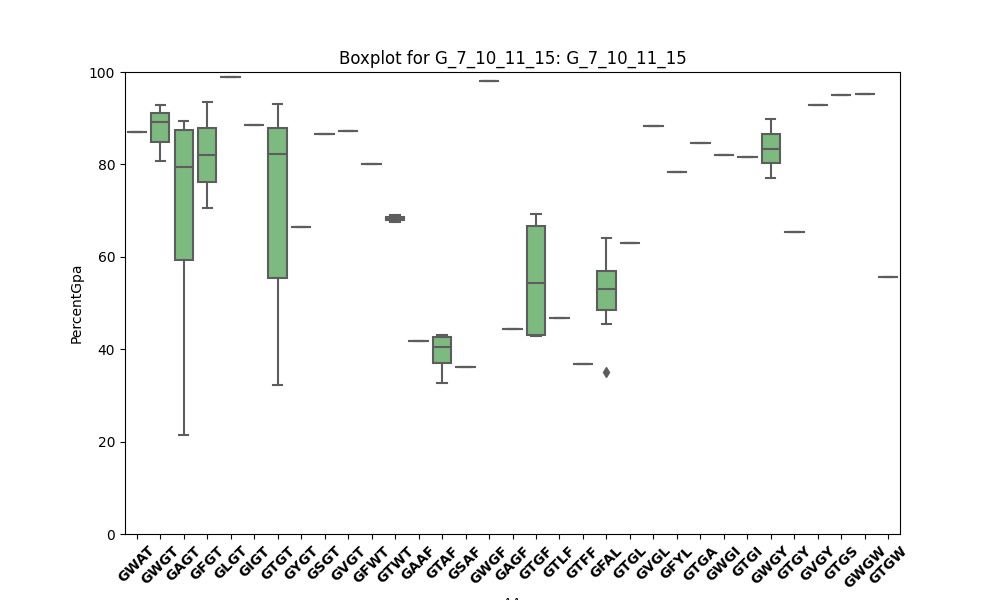 Boxplot for G_7_10_11_15: G_7_10_11_15
PercentGpa
100
80
60
40
20
0
GWAT GWGT GAGT GFGT GLGT GIGT GTGT GYGT GSGT GVGT GFWT GTWT GAAF GTAF GSAF GWGF GAGF GTGF GTLF GTFF GFAL GTGL GVGL GFYL GTGA GWGI GTGI GWGY GTGY GVGY GTGS GWGW GTGW